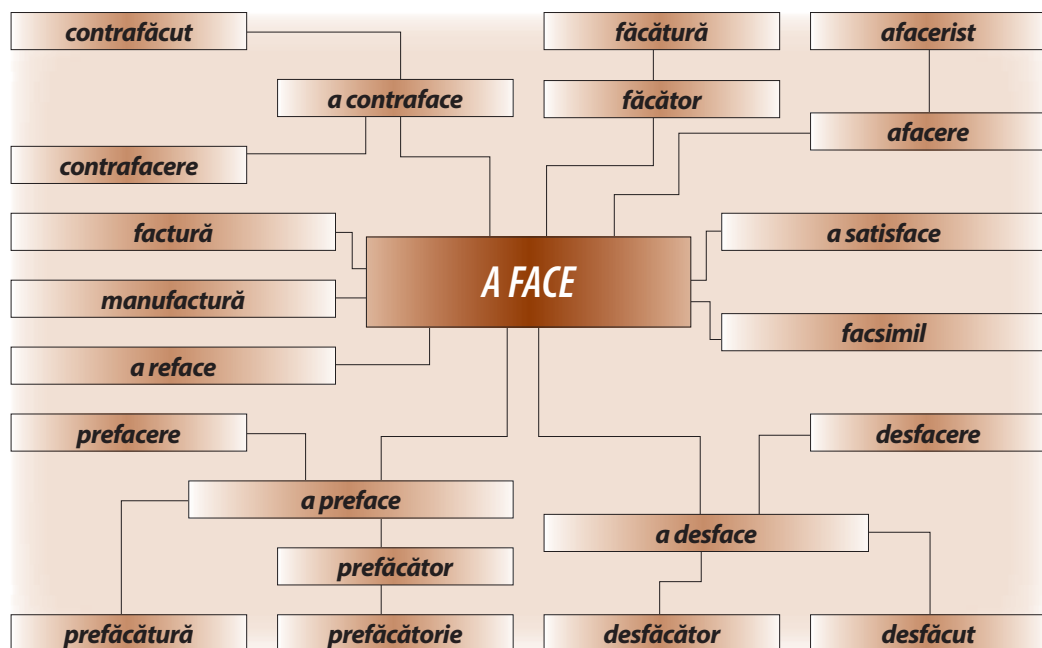 contrafăcut
făcătură
afacerist
a contraface
făcător
afacere
contrafacere
factură
a satisface
A FACE
manufactură
facsimil
a reface
prefacere
desfacere
a preface
a desface
prefăcător
prefăcătură
prefăcătorie
desfăcător
desfăcut